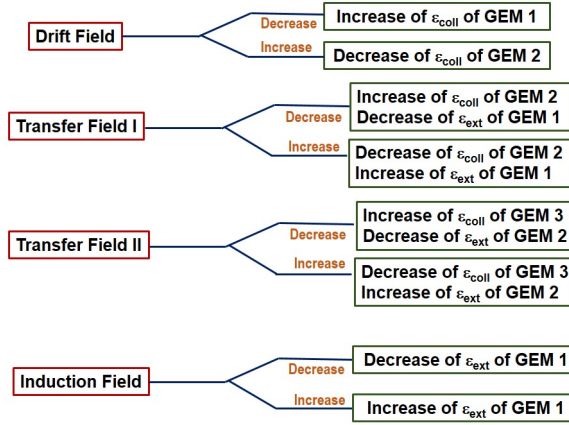 Drift Field
Decrease
Increase of εcoll of GEM 1
Increase
Decrease of εcoll of GEM 2
Transfer Field I
Decrease
Increase of εcoll of GEM 2
Decrease of εext of GEM 1
Increase
Decrease of εcoll of GEM 2
Increase of εext of GEM 1
Transfer Field II
Decrease
Increase of εcoll of GEM 3
Decrease of εext of GEM 2
Increase
Decrease of εcoll of GEM 3
Increase of εext of GEM 2
Induction Field
Decrease
Decrease of εext of GEM 1
Increase
Increase of εext of GEM 1